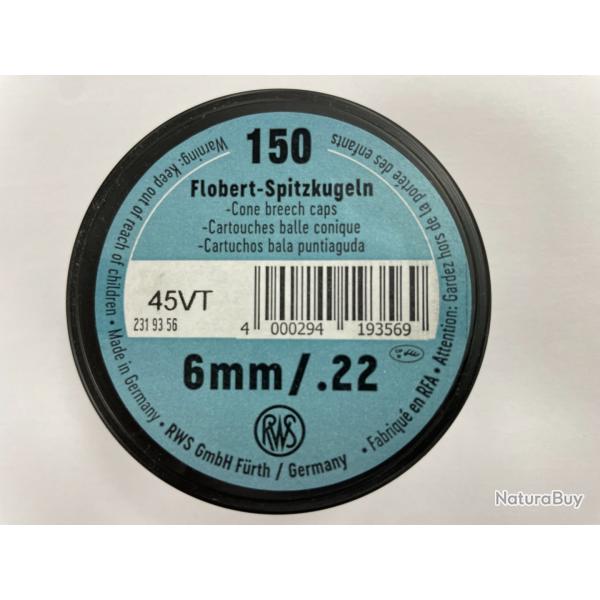 150
Flobert-Spitzkugeln
-Cone breech caps
-Cartouches balle conique
-Cartuchos bala puntiaguda
45VT
231 93 56
4 000294 193569
6mm/.22
RWS
Warning: Keep out of reach of children • Made in Germany • RWS GmbH Fürth / Germany
• Fabriqué en RFA • Attention: Gardez hors de la portée des enfants
NaturaBuy